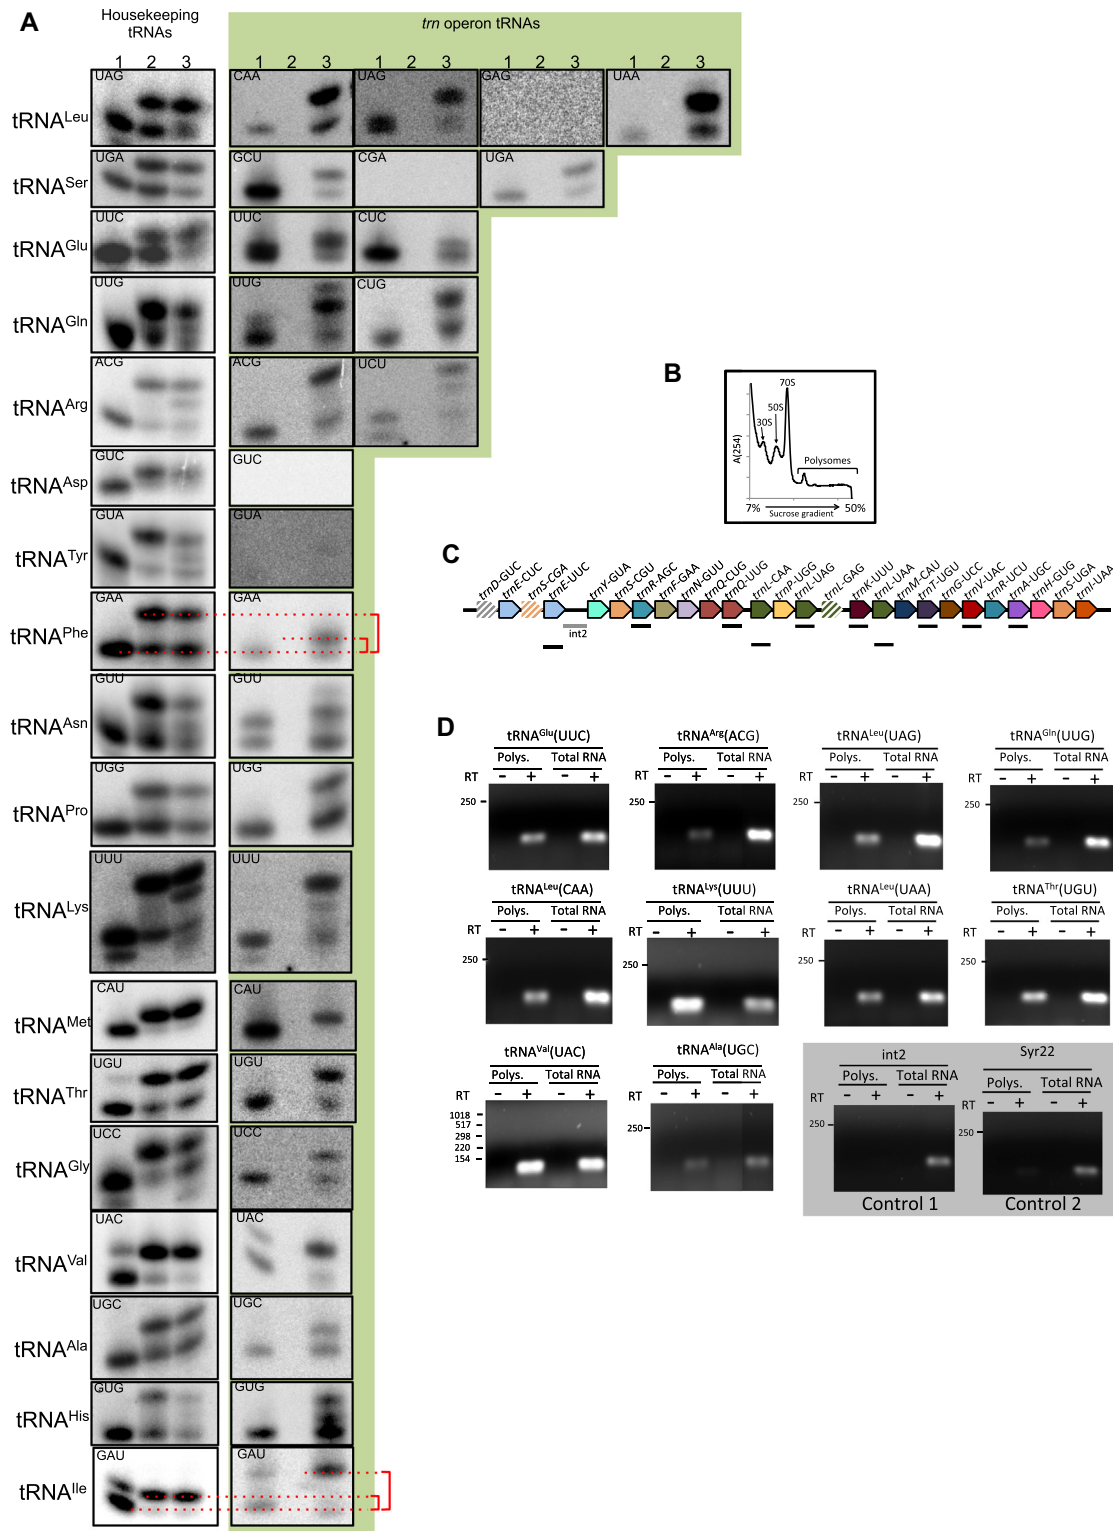 A
Housekeeping
tRNAs
trn operon tRNAs
1 2 3 1 2 3 1 2 3 1 2 3 1 2 3
tRNALeu UAG CAA UAG GAG UAA
tRNASer UGA GCU CGA UGA
tRNAGlu UUC UUC CUC
tRNAGln UUG UUG CUG
tRNAArg ACG ACG UCU
tRNAAsp GUC GUC
tRNATyr GUA GUA
tRNAPhe GAA GAA
tRNAAsn GUU GUU
tRNAPro UGG UGG
tRNALys UUU UUU
tRNAMet CAU CAU
tRNAThr UGU UGU
tRNAGly UCC UCC
tRNAVal UAC UAC
tRNAAla UGC UGC
tRNAHis GUG GUG
tRNAIle GAU GAU
B
A(254)
30S
50S
70S
Polysomes
7% Sucrose gradient 50%
C
trnD-GUC
trnE-CUC
trnS-CGA
trnE-UUC
trnY-GUA
trnS-CGU
trnR-AGC
trnF-GAA
trnN-GUU
trnQ-CUG
trnQ-UUG
trnL-CAA
trnP-UGG
trnL-UAG
trnL-GAG
trnK-UUU
trnL-UAA
trnM-CAU
trnT-UGU
trnG-UCC
trnV-UAC
trnR-UCU
trnA-UGC
trnH-GUG
trnS-UGA
trnI-UAA
int2
D
tRNAGlu(UUC) tRNAArg(ACG) tRNALeu(UAG) tRNAGln(UUG)
Polys. Total RNA Polys. Total RNA Polys. Total RNA Polys. Total RNA
RT - + - + RT - + - + RT - + - + RT - + - +
250 250 250 250
tRNALeu(CAA) tRNALys(UUU) tRNALeu(UAA) tRNAThr(UGU)
Polys. Total RNA Polys. Total RNA Polys. Total RNA Polys. Total RNA
RT - + - + RT - + - + RT - + - + RT - + - +
250 250 250 250
tRNAVal(UAC) tRNAAla(UGC) int2 Syr22
Polys. Total RNA Polys. Total RNA Polys. Total RNA Polys. Total RNA
RT - + - + RT - + - + RT - + - + RT - + - +
1018
517
298
220
154
250 250 250
Control 1 Control 2